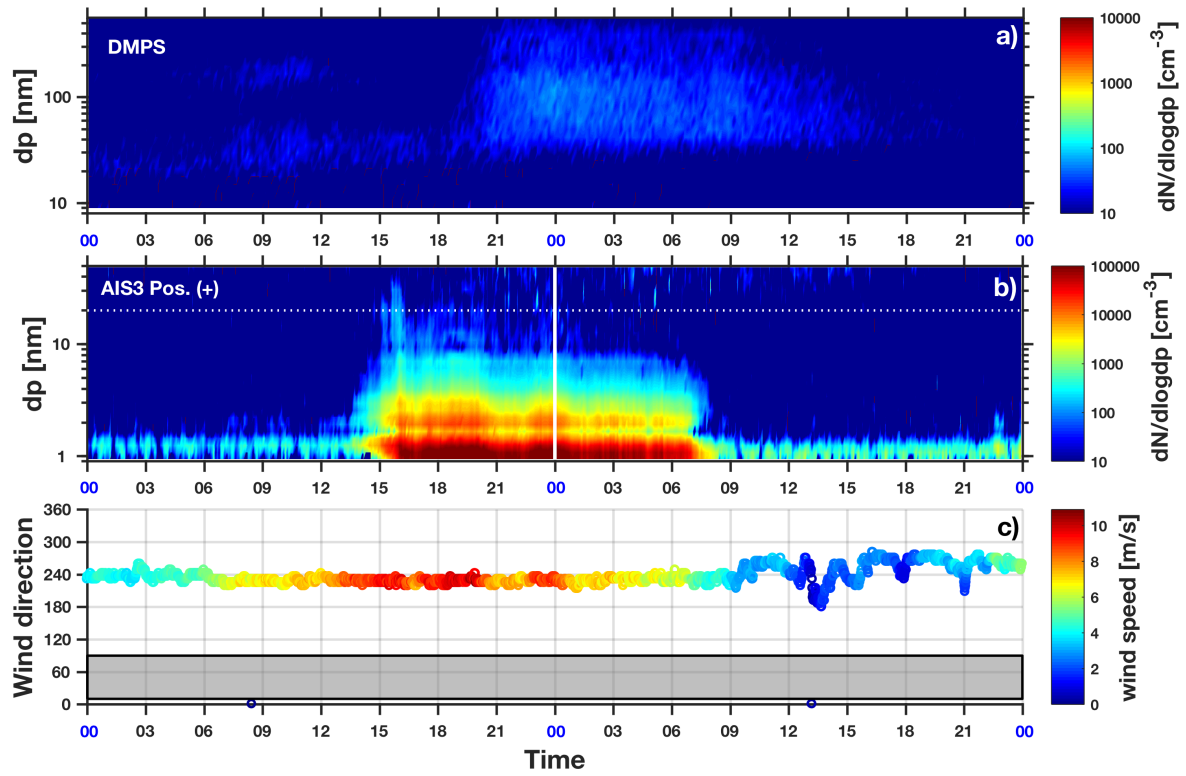 DMPS
a)
dp [nm]
100
10
00 03 06 09 12 15 18 21 00 03 06 09 12 15 18 21 00
10000
1000
100
10
dN/dlogdp [cm⁻³]
AIS3 Pos. (+)
b)
dp [nm]
10
1
00 03 06 09 12 15 18 21 00 03 06 09 12 15 18 21 00
100000
10000
1000
100
10
dN/dlogdp [cm⁻³]
c)
Wind direction
360
300
240
180
120
60
0
00 03 06 09 12 15 18 21 00 03 06 09 12 15 18 21 00
Time
10
8
6
4
2
0
wind speed [m/s]